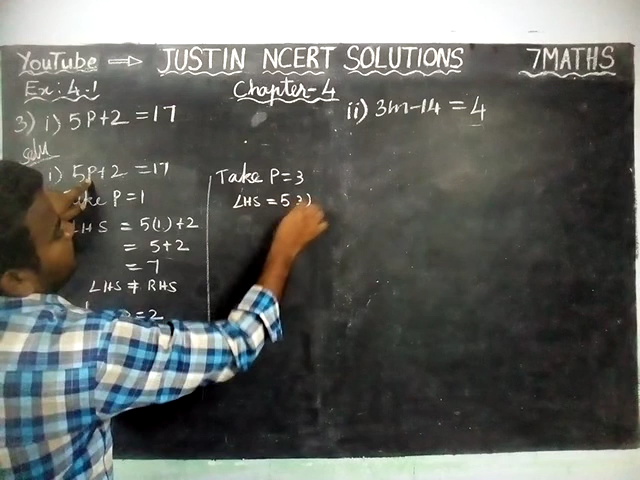 YouTube ⇒ JUSTIN NCERT SOLUTIONS 7MATHS
Ex: 4.1 Chapter-4
3) i) 5P+2 = 17
ii) 3m-14 = 4
Soln
i) 5P+2 = 17
Take P=1
LHS = 5(1)+2
= 5+2
= 7
LHS ≠ RHS
P=2
Take P=3
LHS = 5 3)